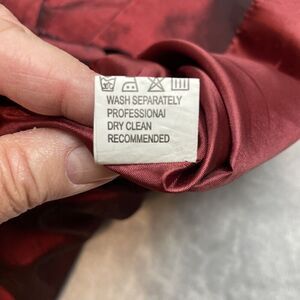 WASH SEPARATELY
PROFESSIONAL
DRY CLEAN
RECOMMENDED